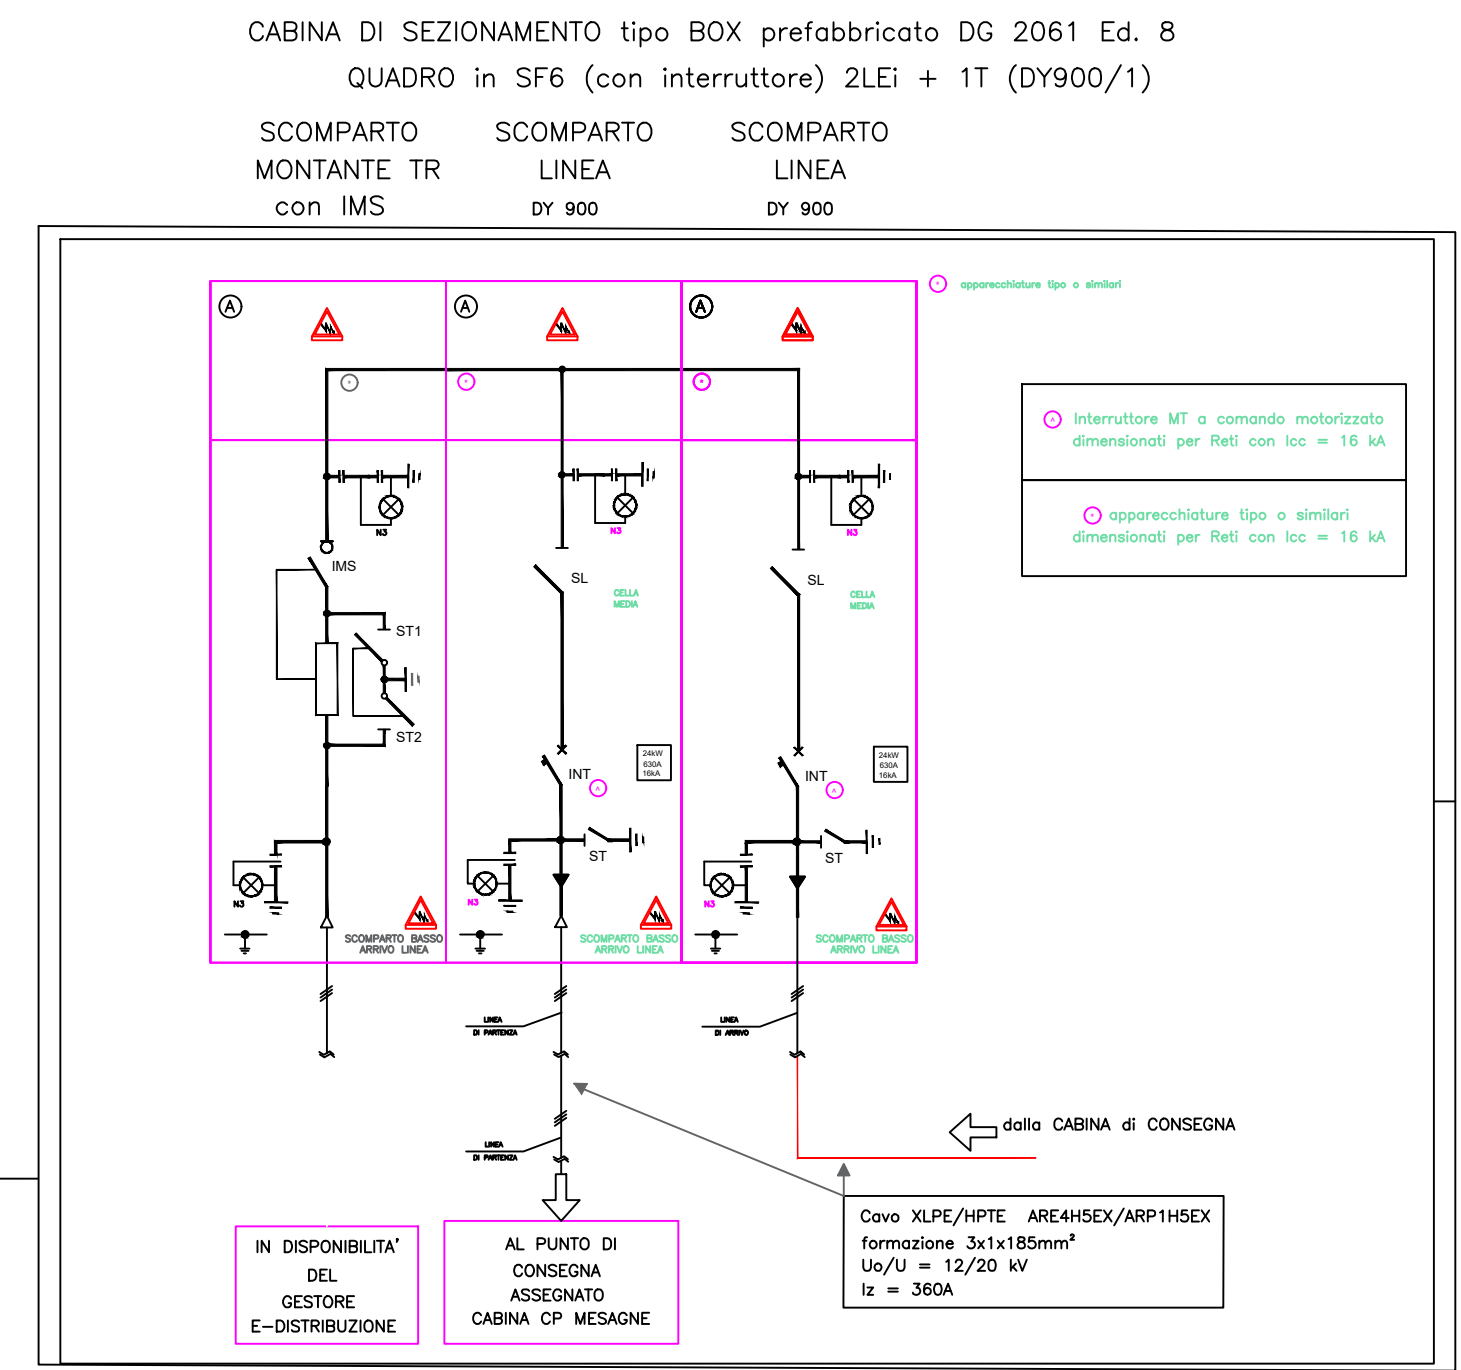 CABINA DI SEZIONAMENTO tipo BOX prefabbricato DG 2061 Ed. 8
QUADRO in SF6 (con interruttore) 2LEi + 1T (DY900/1)
SCOMPARTO
MONTANTE TR
con IMS
SCOMPARTO
LINEA
DY 900
SCOMPARTO
LINEA
DY 900
A
A
A
apparecchiature tipo o similari
Interruttore MT a comando motorizzato
dimensionati per Reti con Icc = 16 kA
apparecchiature tipo o similari
dimensionati per Reti con Icc = 16 kA
N3
IMS
ST1
ST2
N3
SCOMPARTO BASSO
ARRIVO LINEA
N3
SL
CELLA
MEDIA
24kW
630A
16kA
INT
ST
N3
SCOMPARTO BASSO
ARRIVO LINEA
N3
SL
CELLA
MEDIA
24kW
630A
16kA
INT
ST
N3
SCOMPARTO BASSO
ARRIVO LINEA
LINEA
DI PARTENZA
LINEA
DI ARRIVO
LINEA
DI PARTENZA
dalla CABINA di CONSEGNA
Cavo XLPE/HPTE ARE4H5EX/ARP1H5EX
formazione 3x1x185mm²
Uo/U = 12/20 kV
Iz = 360A
IN DISPONIBILITA'
DEL
GESTORE
E-DISTRIBUZIONE
AL PUNTO DI
CONSEGNA
ASSEGNATO
CABINA CP MESAGNE